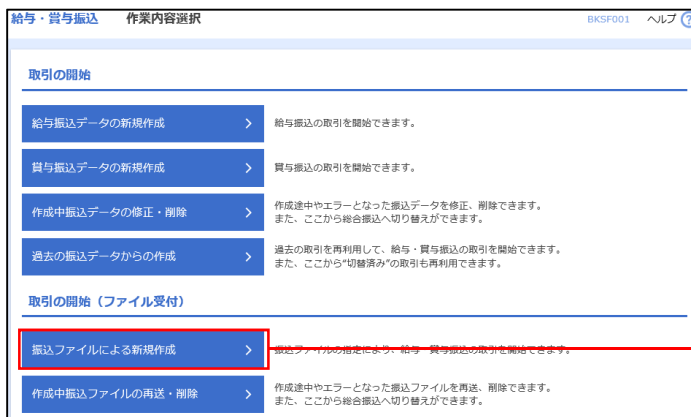 給与・賞与振込 作業内容選択 BKSF001 ヘルプ ?
取引の開始
給与振込データの新規作成 給与振込の取引を開始できます。
賞与振込データの新規作成 賞与振込の取引を開始できます。
作成中振込データの修正・削除 作成途中やエラーとなった振込データを修正、削除できます。
また、ここから総合振込へ切り替えができます。
過去の振込データからの作成 過去の取引を再利用して、給与・賞与振込の取引を開始できます。
また、ここから“切替済み”の取引も再利用できます。
取引の開始（ファイル受付）
振込ファイルによる新規作成 振込ファイルの指定により、給与・賞与振込の取引を開始できます。
作成中振込ファイルの再送・削除 作成途中やエラーとなった振込ファイルを再送、削除できます。
また、ここから総合振込へ切り替えができます。